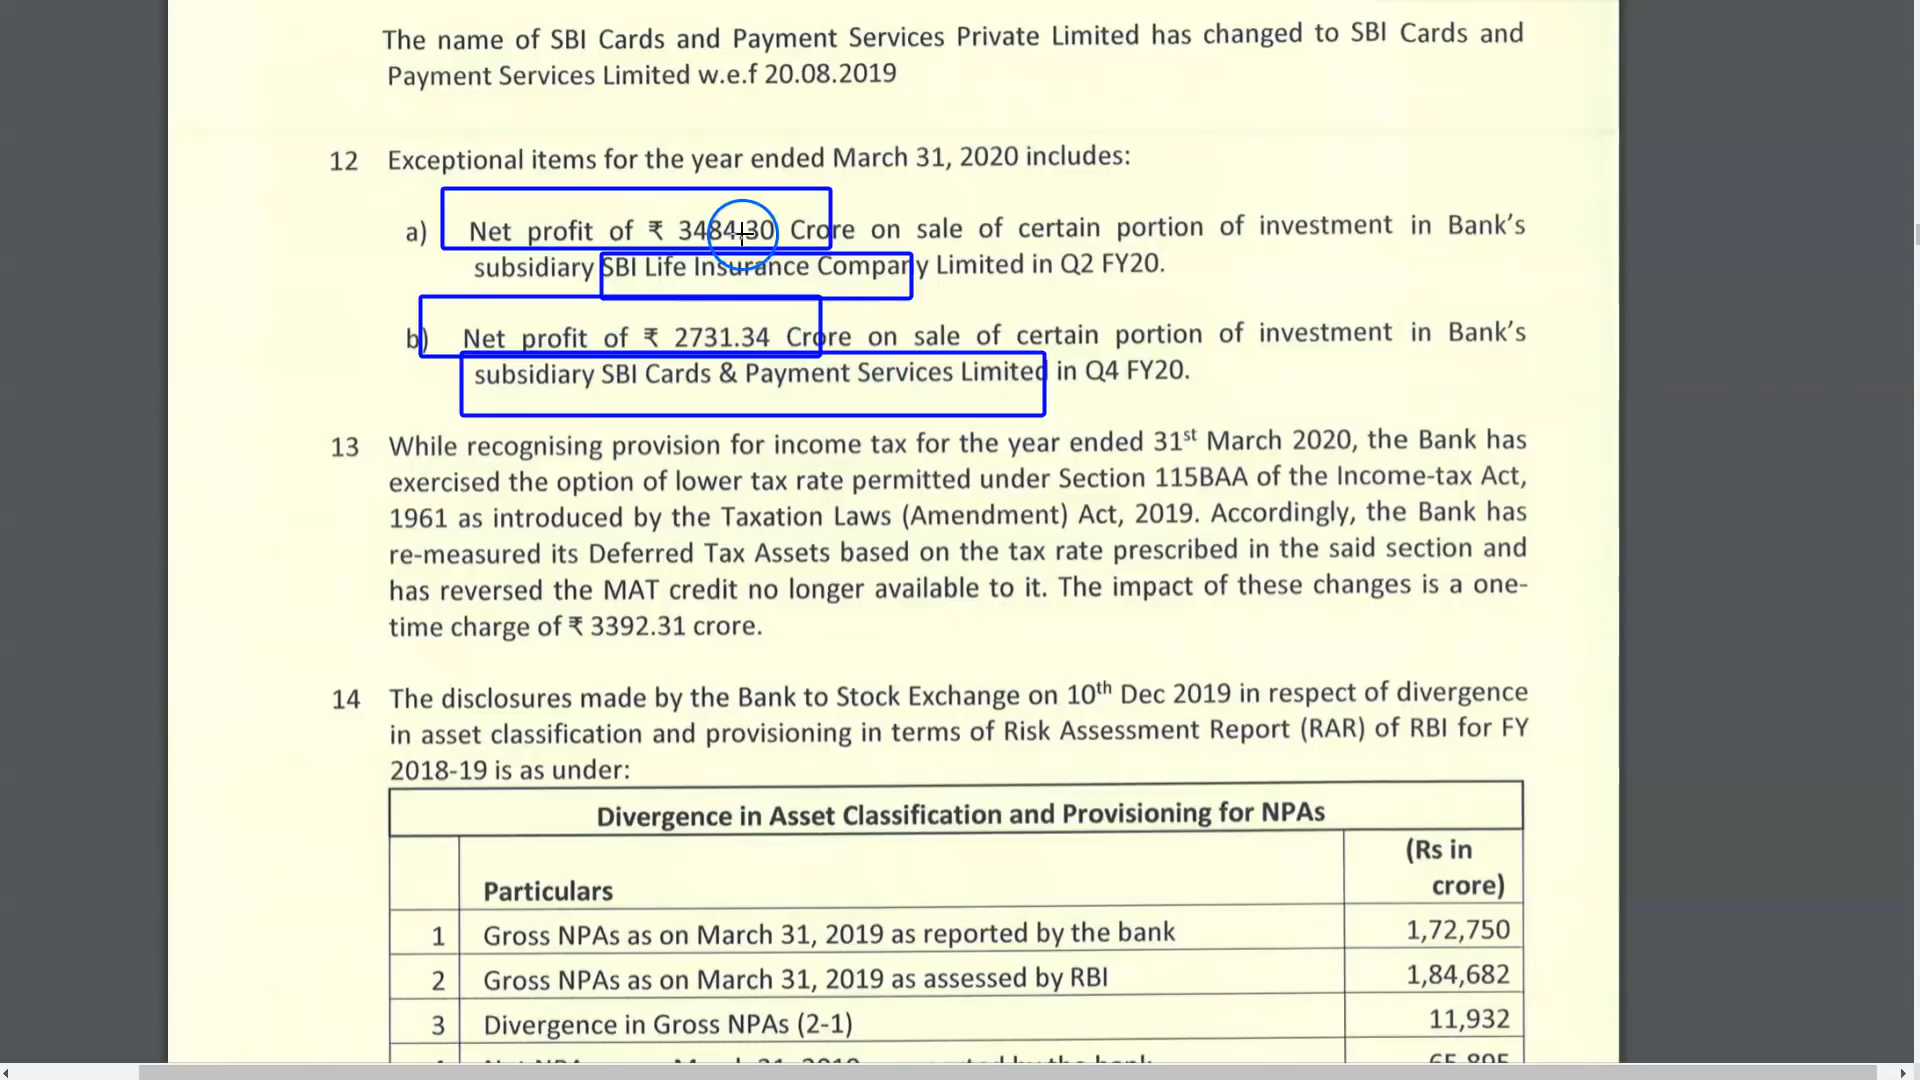 The name of SBI Cards and Payment Services Private Limited has changed to SBI Cards and
Payment Services Limited w.e.f 20.08.2019
12 Exceptional items for the year ended March 31, 2020 includes:
a) Net profit of ₹ 3484.30 Crore on sale of certain portion of investment in Bank's
subsidiary SBI Life Insurance Company Limited in Q2 FY20.
b) Net profit of ₹ 2731.34 Crore on sale of certain portion of investment in Bank's
subsidiary SBI Cards & Payment Services Limited in Q4 FY20.
13 While recognising provision for income tax for the year ended 31st March 2020, the Bank has
exercised the option of lower tax rate permitted under Section 115BAA of the Income-tax Act,
1961 as introduced by the Taxation Laws (Amendment) Act, 2019. Accordingly, the Bank has
re-measured its Deferred Tax Assets based on the tax rate prescribed in the said section and
has reversed the MAT credit no longer available to it. The impact of these changes is a one-
time charge of ₹ 3392.31 crore.
14 The disclosures made by the Bank to Stock Exchange on 10th Dec 2019 in respect of divergence
in asset classification and provisioning in terms of Risk Assessment Report (RAR) of RBI for FY
2018-19 is as under:
Divergence in Asset Classification and Provisioning for NPAs
Particulars (Rs in
crore)
1 Gross NPAs as on March 31, 2019 as reported by the bank 1,72,750
2 Gross NPAs as on March 31, 2019 as assessed by RBI 1,84,682
3 Divergence in Gross NPAs (2-1) 11,932